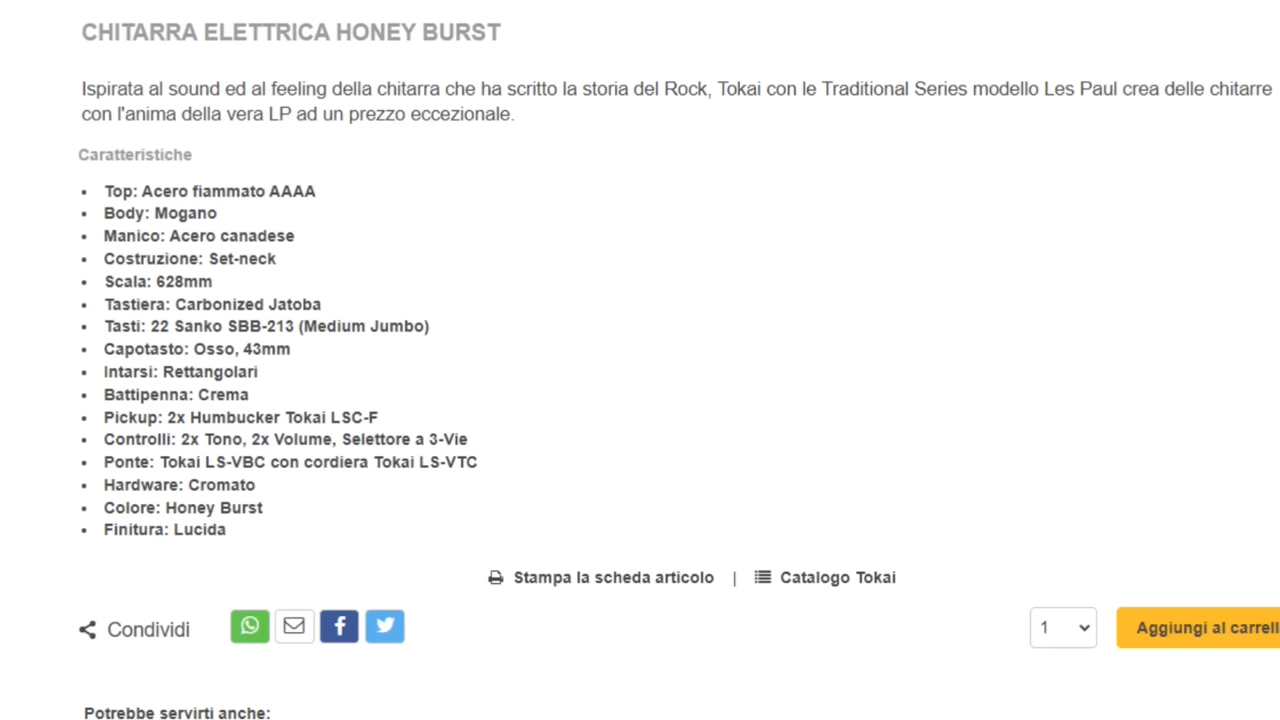 CHITARRA ELETTRICA HONEY BURST
Ispirata al sound ed al feeling della chitarra che ha scritto la storia del Rock, Tokai con le Traditional Series modello Les Paul crea delle chitarre
con l'anima della vera LP ad un prezzo eccezionale.
Caratteristiche
• Top: Acero fiammato AAAA
• Body: Mogano
• Manico: Acero canadese
• Costruzione: Set-neck
• Scala: 628mm
• Tastiera: Carbonized Jatoba
• Tasti: 22 Sanko SBB-213 (Medium Jumbo)
• Capotasto: Osso, 43mm
• Intarsi: Rettangolari
• Battipenna: Crema
• Pickup: 2x Humbucker Tokai LSC-F
• Controlli: 2x Tono, 2x Volume, Selettore a 3-Vie
• Ponte: Tokai LS-VBC con cordiera Tokai LS-VTC
• Hardware: Cromato
• Colore: Honey Burst
• Finitura: Lucida
Stampa la scheda articolo | Catalogo Tokai
Condividi 1 Aggiungi al carrell
Potrebbe servirti anche: